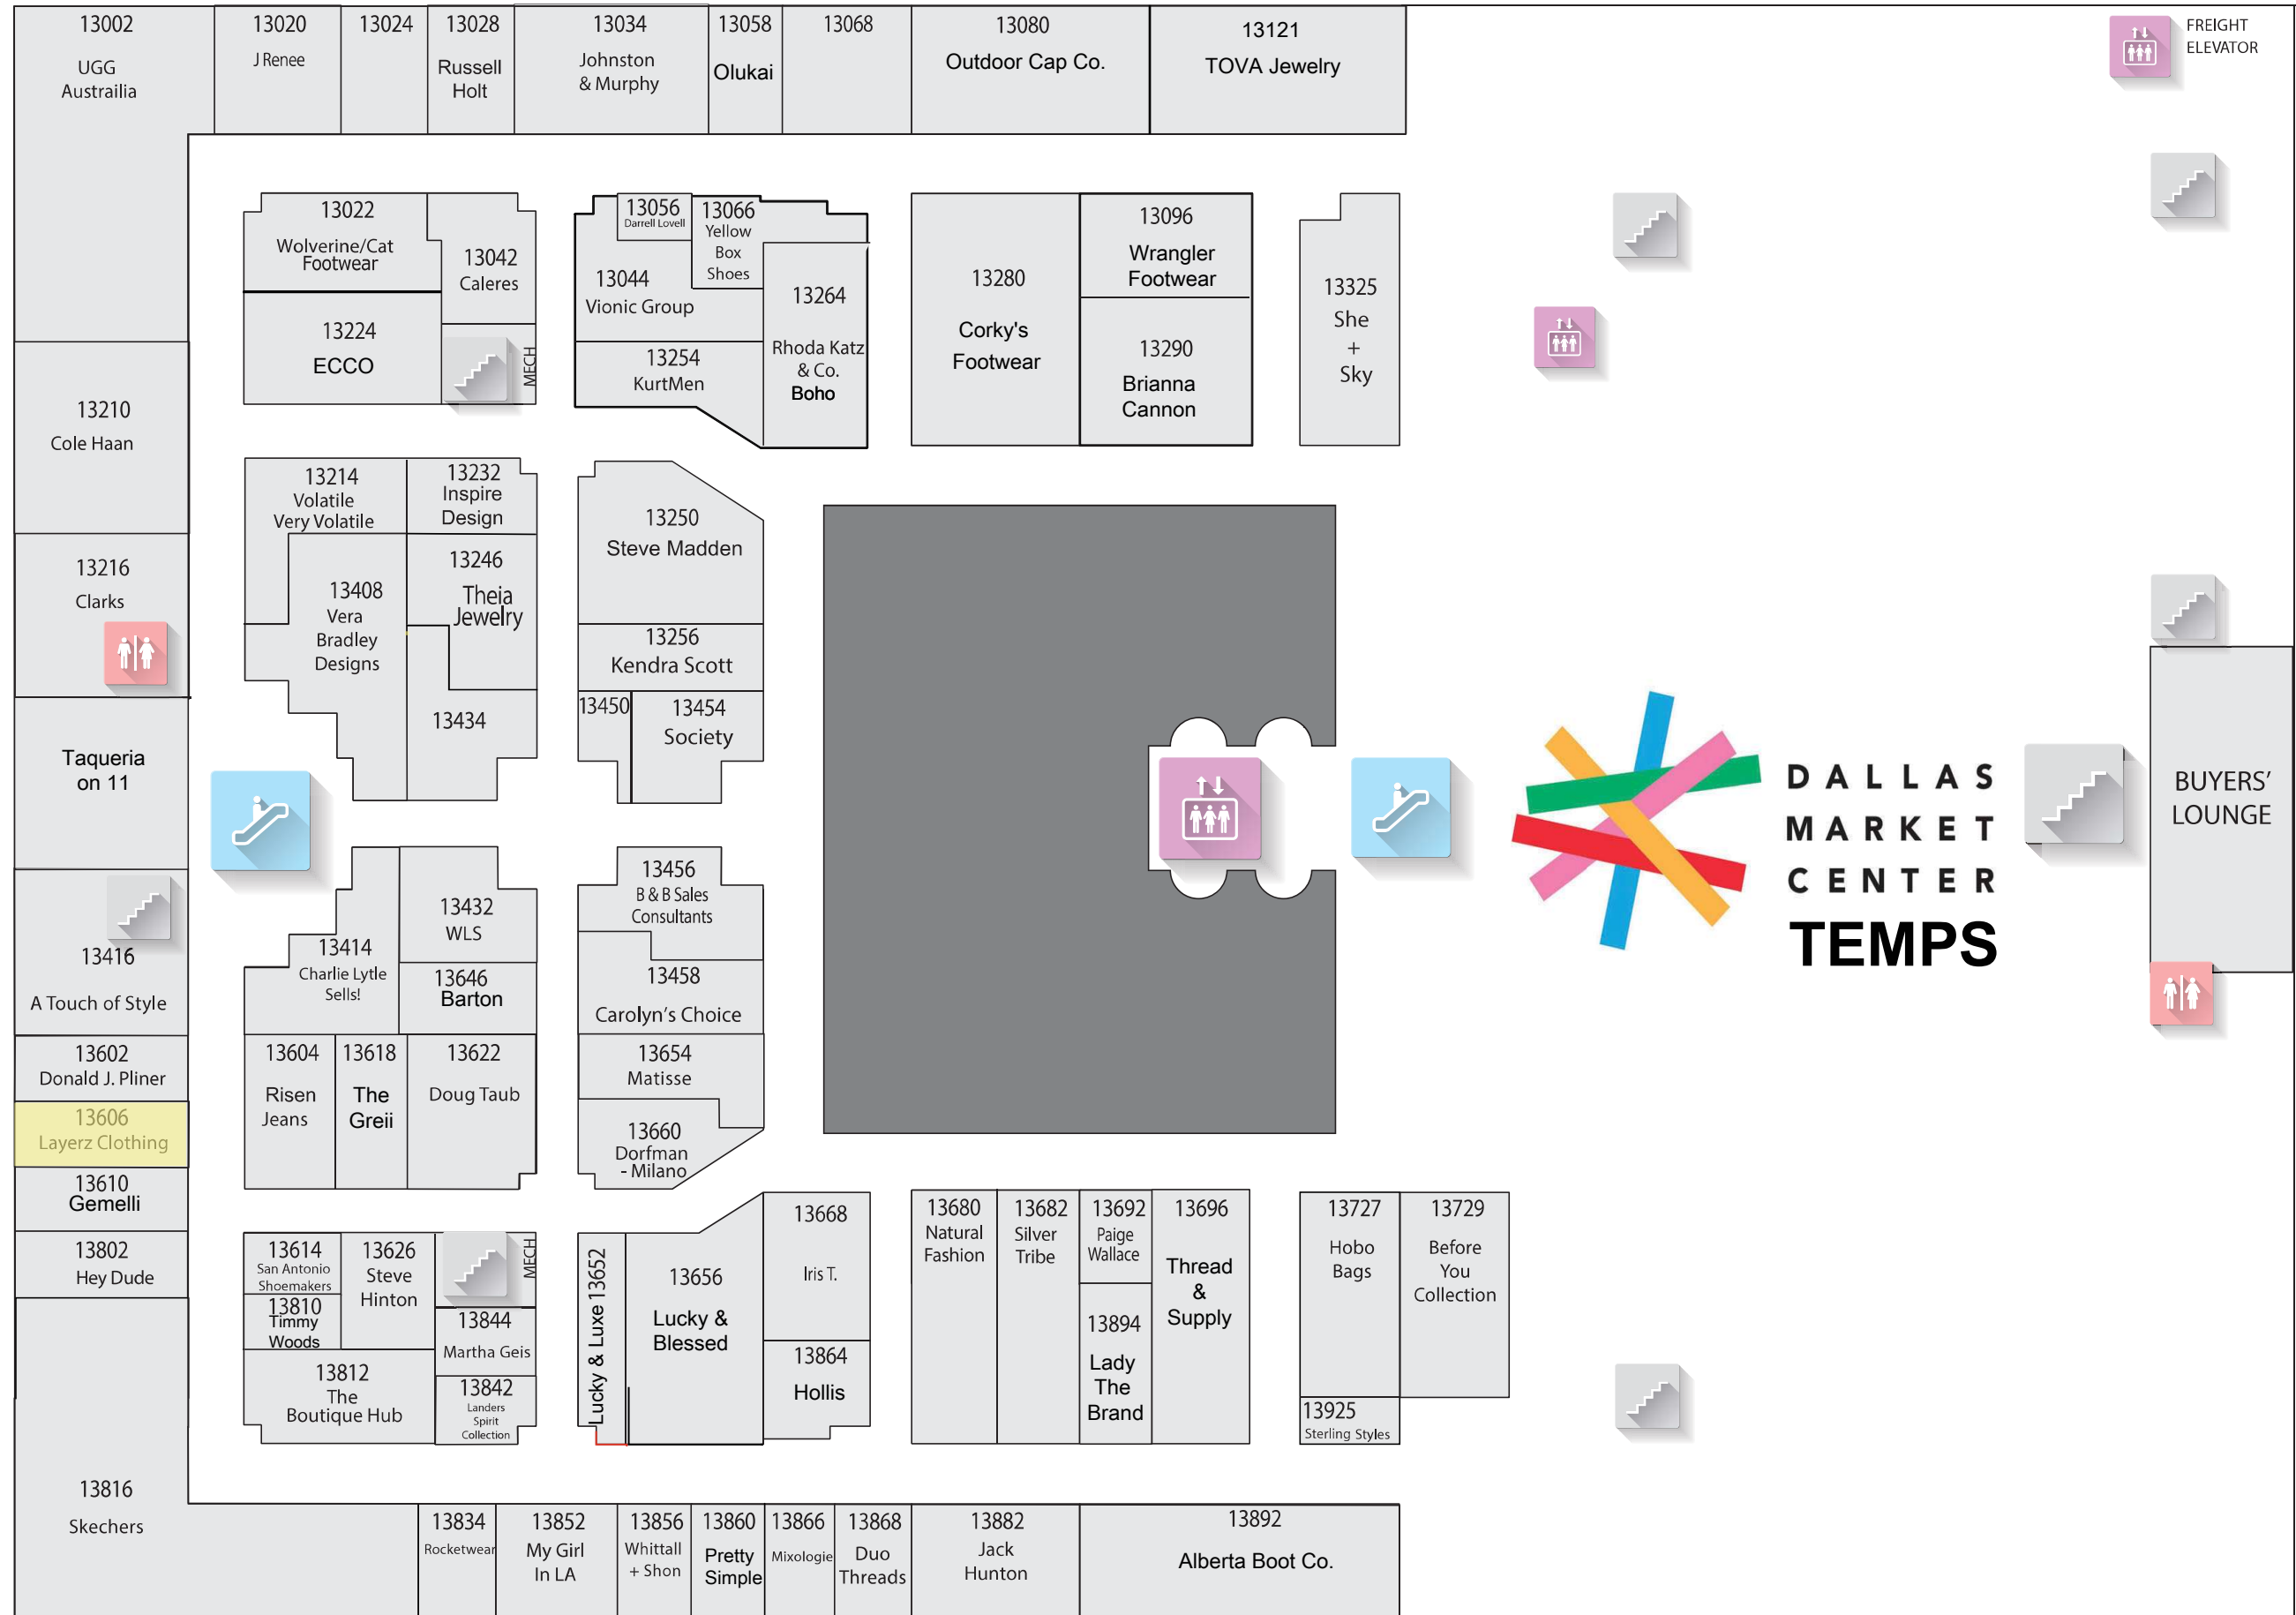 13002
UGG
Austrailia
13020
J Renee
13024
13028
Russell
Holt
13034
Johnston
& Murphy
13058
Olukai
13068
13080
Outdoor Cap Co.
13121
TOVA Jewelry
FREIGHT
ELEVATOR
13022
Wolverine/Cat
Footwear
13042
Caleres
13224
ECCO
MECH
13056
Darrell Lovell
13066
Yellow
Box
Shoes
13044
Vionic Group
13264
Rhoda Katz
& Co.
Boho
13254
KurtMen
13280
Corky's
Footwear
13096
Wrangler
Footwear
13290
Brianna
Cannon
13325
She
+
Sky
13210
Cole Haan
13216
Clarks
Taqueria
on 11
13416
A Touch of Style
13602
Donald J. Pliner
13606
Layerz Clothing
13610
Gemelli
13802
Hey Dude
13816
Skechers
13214
Volatile
Very Volatile
13232
Inspire
Design
13408
Vera
Bradley
Designs
13246
Theia
Jewelry
13434
13250
Steve Madden
13256
Kendra Scott
13450
13454
Society
13414
Charlie Lytle
Sells!
13432
WLS
13646
Barton
13604
Risen
Jeans
13618
The
Greii
13622
Doug Taub
13456
B & B Sales
Consultants
13458
Carolyn's Choice
13654
Matisse
13660
Dorfman
- Milano
DALLAS
MARKET
CENTER
TEMPS
BUYERS'
LOUNGE
13614
San Antonio
Shoemakers
13810
Timmy
Woods
13626
Steve
Hinton
MECH
13844
Martha Geis
13812
The
Boutique Hub
13842
Landers
Spirit
Collection
Lucky & Luxe 13652
13656
Lucky &
Blessed
13668
Iris T.
13864
Hollis
13680
Natural
Fashion
13682
Silver
Tribe
13692
Paige
Wallace
13894
Lady
The
Brand
13696
Thread
&
Supply
13727
Hobo
Bags
13729
Before
You
Collection
13925
Sterling Styles
13834
Rocketwear
13852
My Girl
In LA
13856
Whittall
+ Shon
13860
Pretty
Simple
13866
Mixologie
13868
Duo
Threads
13882
Jack
Hunton
13892
Alberta Boot Co.